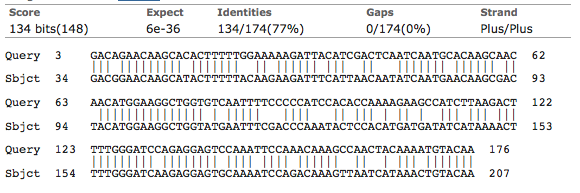 Score Expect Identities Gaps Strand
134 bits(148) 6e-36 134/174(77%) 0/174(0%) Plus/Plus
Query 3 GACAGAACAAGCACACTTTTTGGAAAAAGATTACATCGACTCAATCAATGCACAAGCAAC 62
Sbjct 34 GACGGAACAAGCATACTTTTTACAAGAAGATTTCATTAACAATATCAATGAACAAGCGAC 93
Query 63 AACATGGAAGGCTGGTGTCAATTTTCCCCCATCCACACCAAAAGAAGCCATCTTAAGACT 122
Sbjct 94 TACATGGAAGGCTGGTATGAATTTCGACCCAAATACTCCACATGATGATATCATAAAACT 153
Query 123 TTTGGGATCCAGAGGAGTCCAAATTCCAAACAAAGCCAACTACAAAATGTACAA 176
Sbjct 154 TTTGGGATCAAGAGGAGTGCAAAATCCAGACAAAGTTAATCATAAACTGTACAA 207